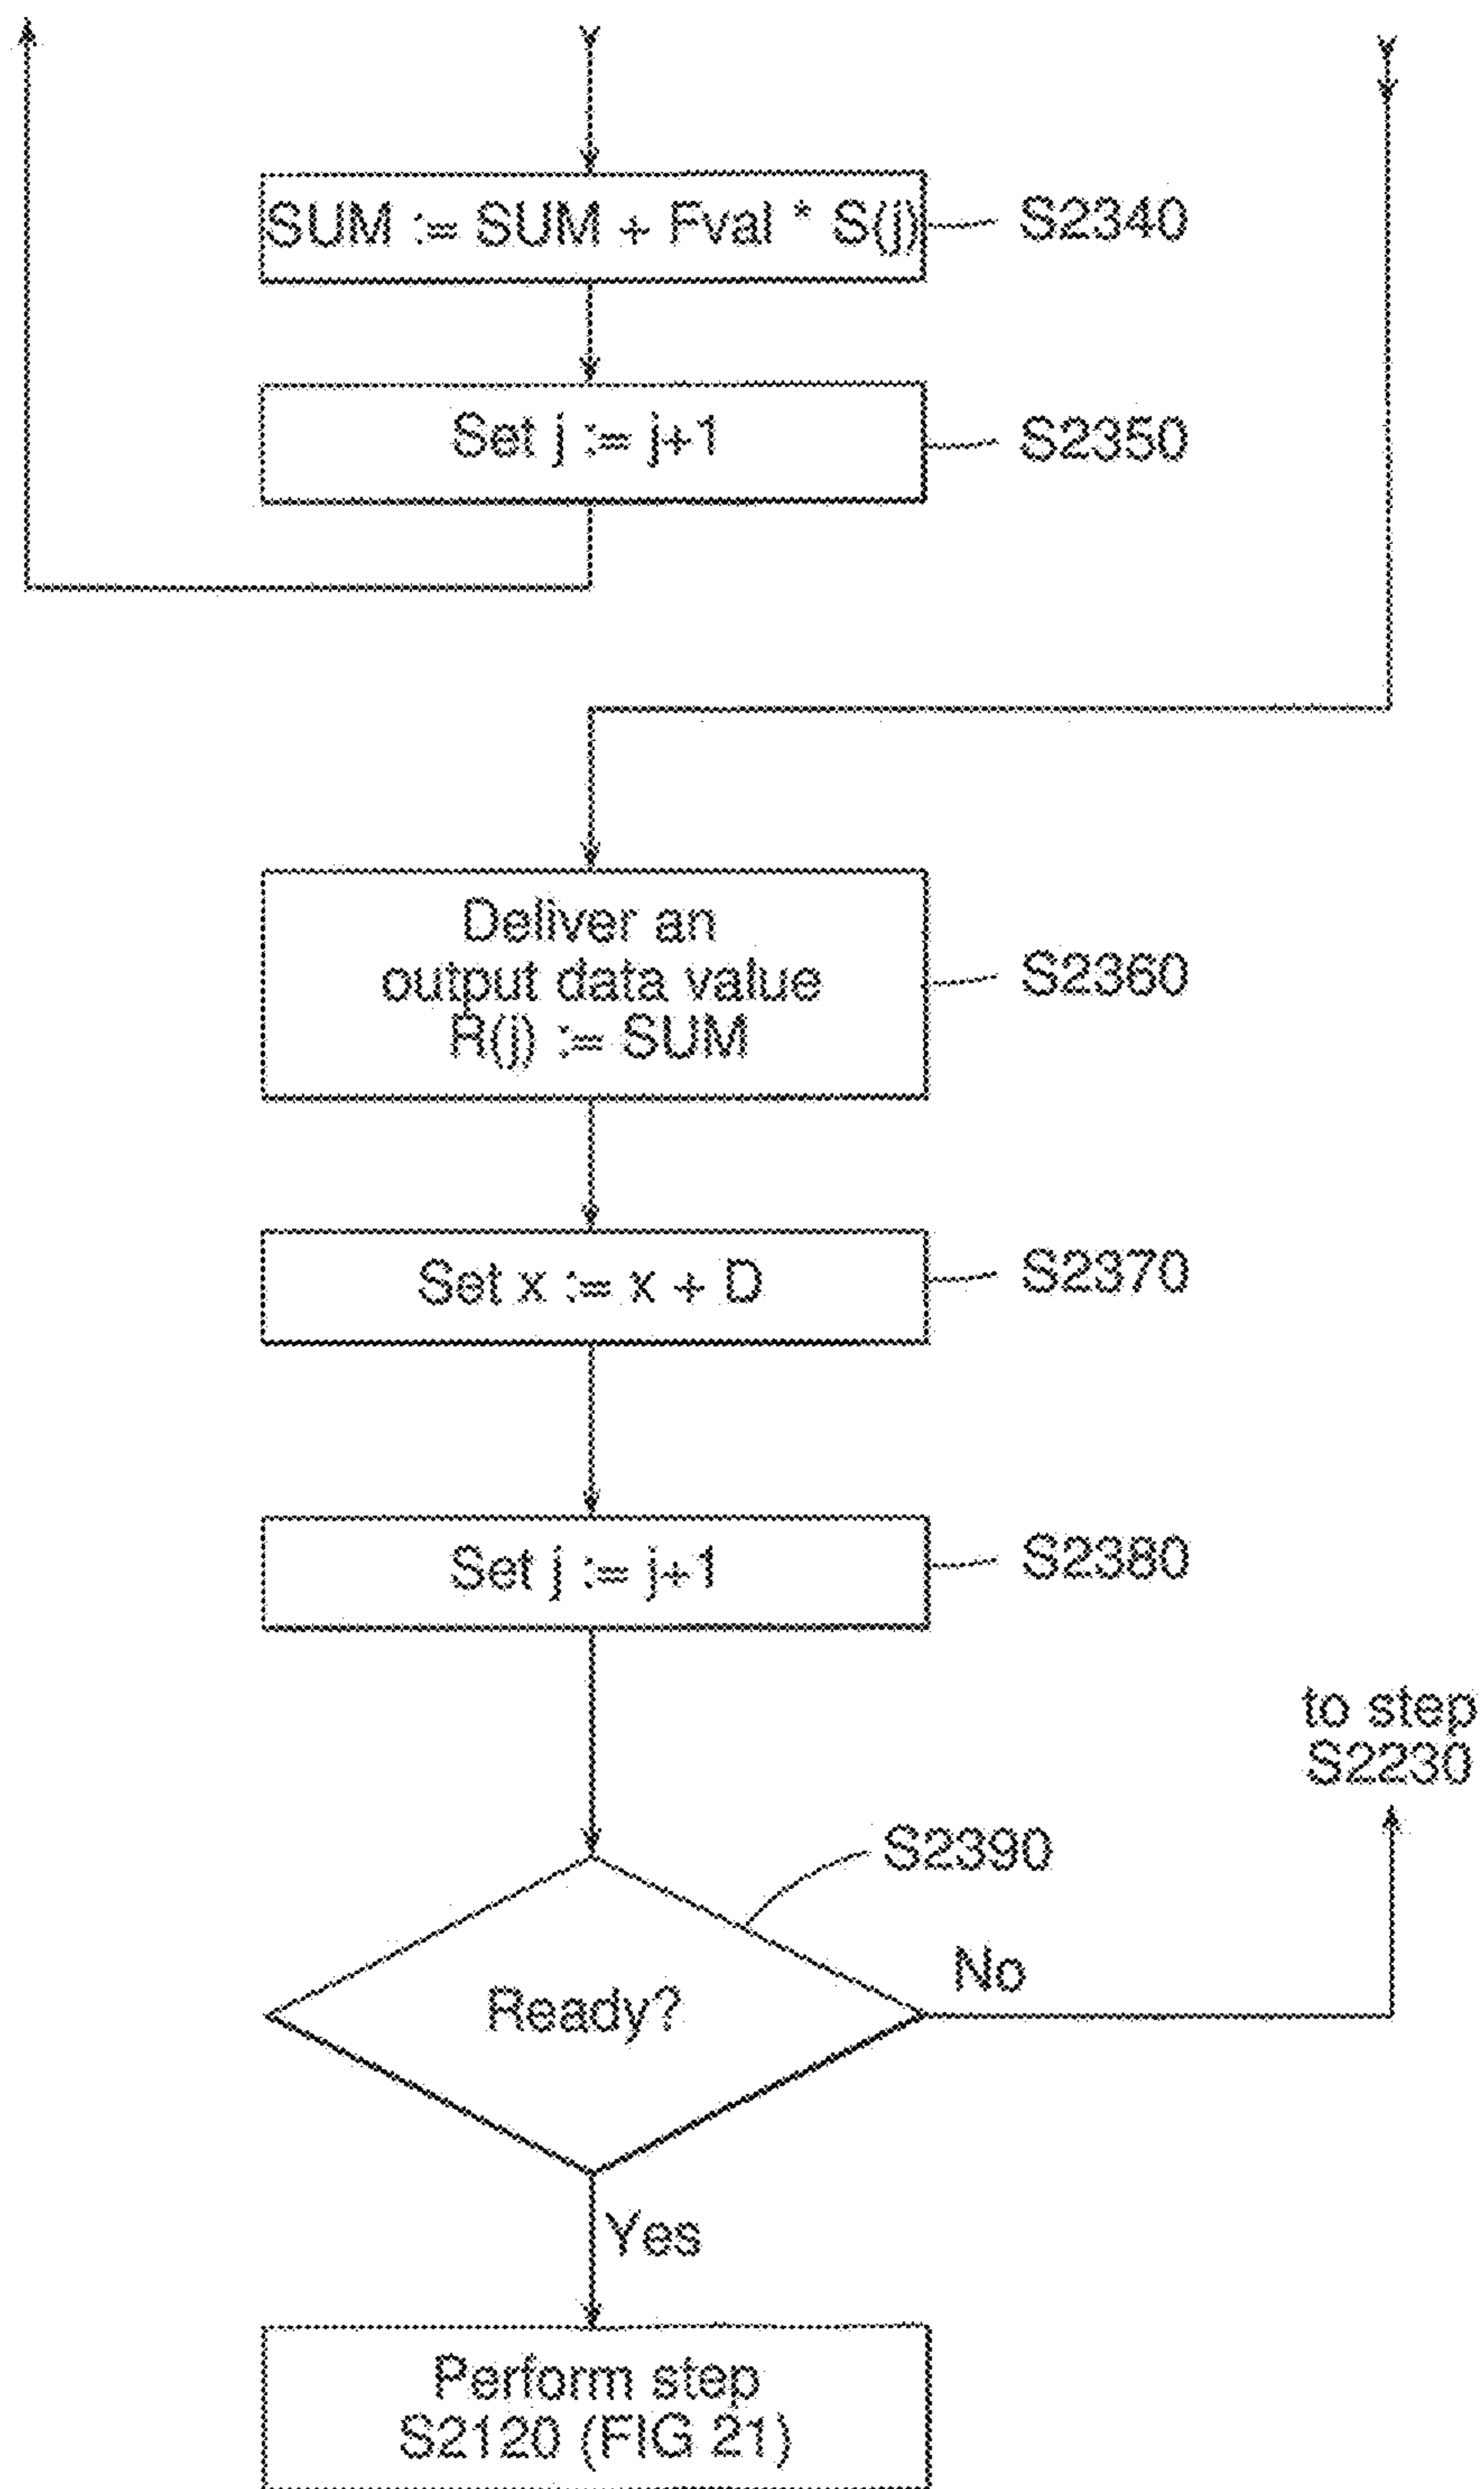 SUM := SUM + Fval * S(j)
S2340
Set j := j+1
S2350
Deliver an
output data value
R(j) := SUM
S2360
Set x := x + D
S2370
Set j := j+1
S2380
to step
S2230
S2390
Ready?
No
Yes
Perform step
S2120 (FIG 21)